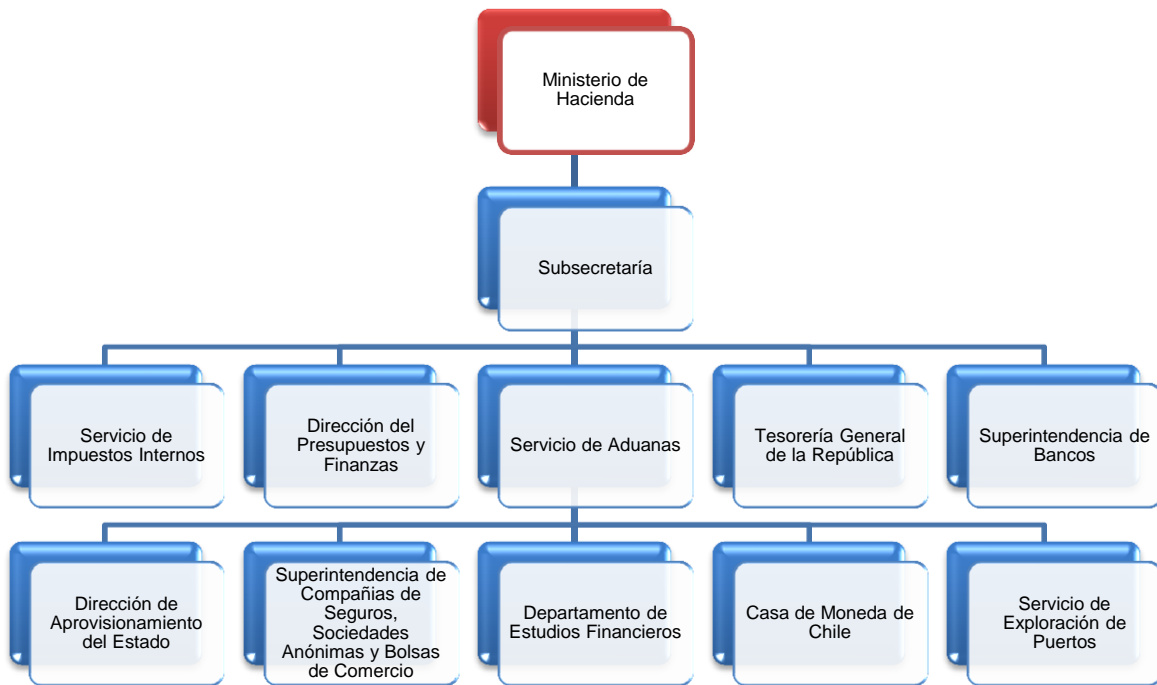 Ministerio de
Hacienda
Subsecretaría
Servicio de
Impuestos Internos
Dirección del
Presupuestos y
Finanzas
Servicio de Aduanas
Tesorería General
de la República
Superintendencia de
Bancos
Dirección de
Aprovisionamiento
del Estado
Superintendencia de
Compañias de
Seguros,
Sociedades
Anónimas y Bolsas
de Comercio
Departamento de
Estudios Financieros
Casa de Moneda de
Chile
Servicio de
Exploración de
Puertos